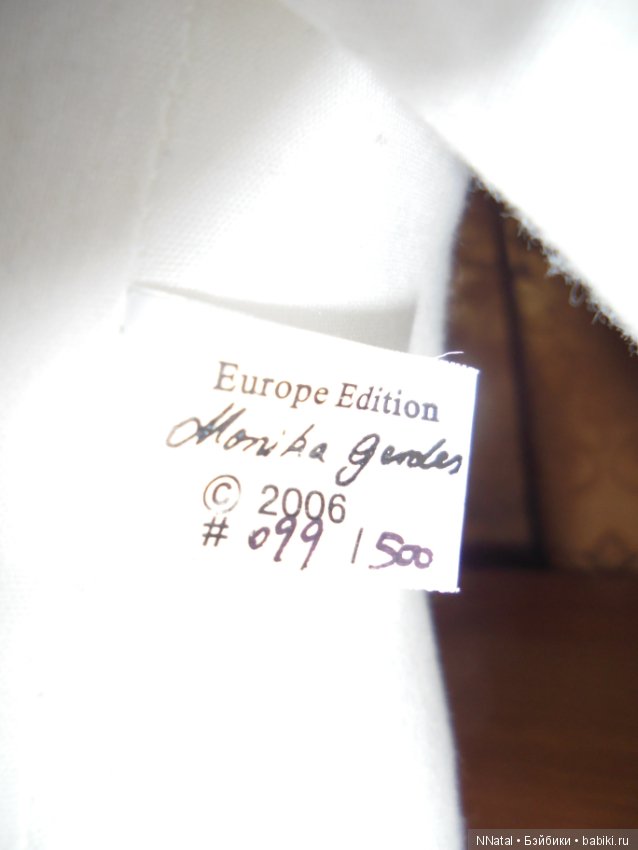 Europe Edition
Monika Gerdes
© 2006
# 099 / 500
NNatal • Бэйбики • babiki.ru